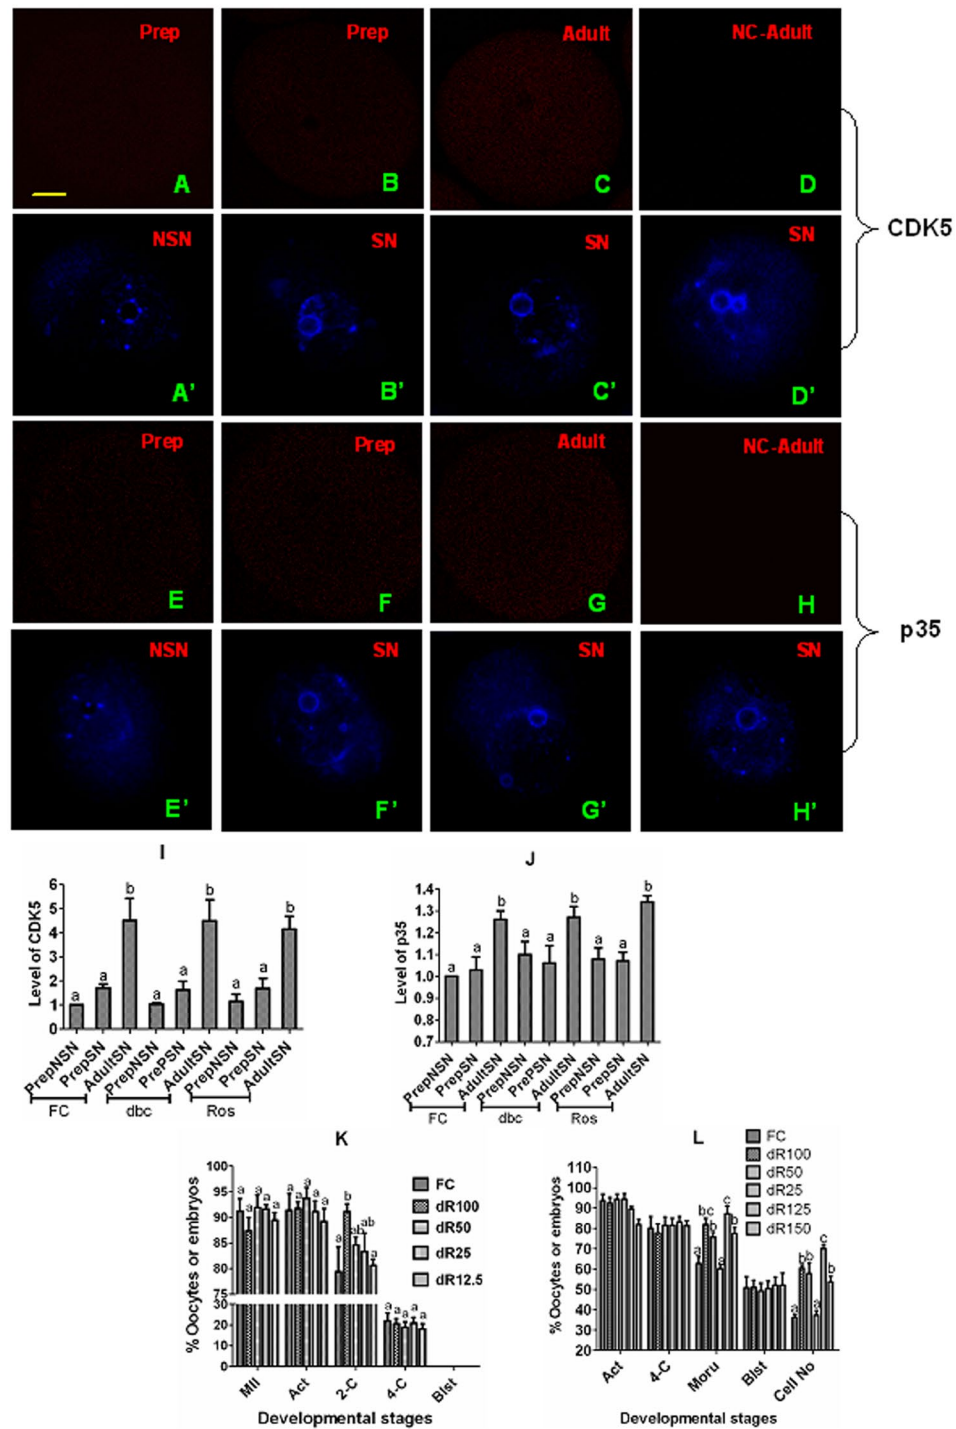 Prep
Prep
Adult
NC-Adult
A
B
C
D
CDK5
NSN
SN
SN
SN
A’
B’
C’
D’
Prep
Prep
Adult
NC-Adult
E
F
G
H
p35
NSN
SN
SN
SN
E’
F’
G’
H’
I
Level of CDK5
6
5
4
3
2
1
0
a
a
b
a
a
b
a
a
b
PrepNSN
PrepSN
AdultSN
PrepNSN
PrePSN
AdultSN
PrepNSN
PrepSN
AdultSN
FC
dbc
Ros
J
Level of p35
1.4
1.3
1.2
1.1
1.0
0.9
0.8
0.7
a
a
b
a
a
b
a
a
b
PrepNSN
PrepSN
AdultSN
PrepNSN
PrePSN
AdultSN
PrepNSN
PrepSN
AdultSN
FC
dbc
Ros
K
% Oocytes or embryos
100
95
90
85
80
75
30
20
10
0
a a a a a
a a a a a
a b ab ab a
a a a a a
FC
dR100
dR50
dR25
dR12.5
MII
Act
2-C
4-C
Blst
Developmental stages
L
FC
dR100
dR50
dR25
dR125
dR150
% Oocytes or embryos
110
100
90
80
70
60
50
40
30
20
a bc b a c b
a b b a c b
Act
4-C
Moru
Blst
Cell No
Developmental stages